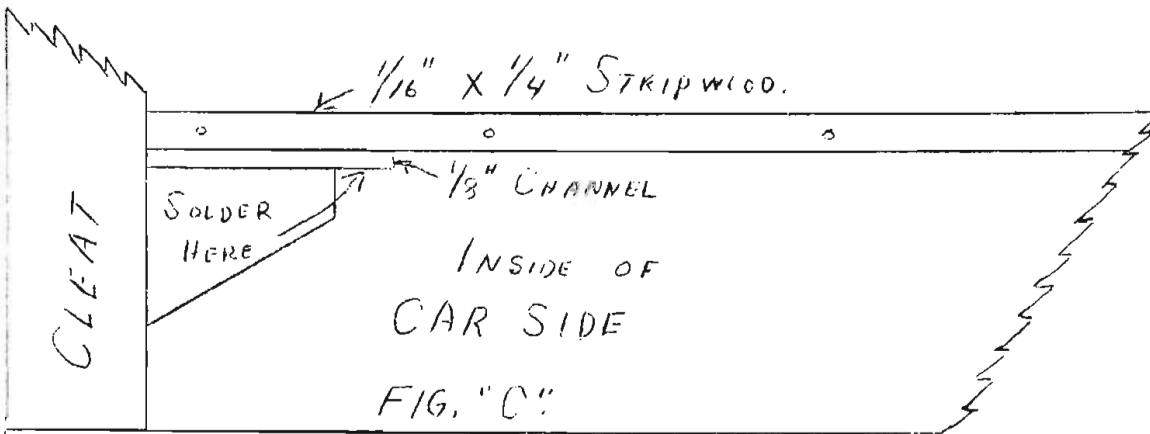 1/16" X 1/4" STRIPWOOD.
1/8" CHANNEL
SOLDER
HERE
CLEAT
INSIDE OF
CAR SIDE
FIG. "C".